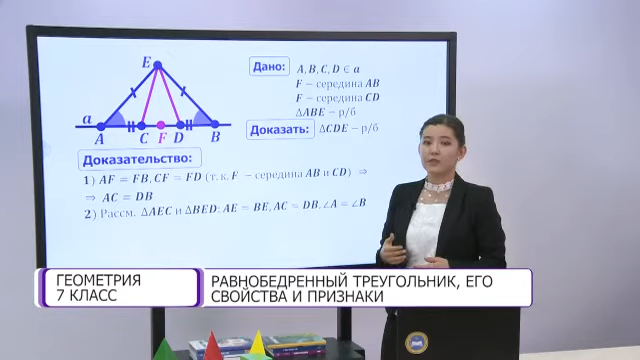 E
a
A
C
F
D
B
Дано:
A, B, C, D ∈ a
F − середина AB
F − середина CD
ΔABE − р/б
Доказать:
ΔCDE − р/б
Доказательство:
1) AF = FB, CF = FD (т. к. F − середина AB и CD) ⇒
⇒ AC = DB
2) Рассм. ΔAEC и ΔBED: AE = BE, AC = DB, ∠A = ∠B
ГЕОМЕТРИЯ
7 КЛАСС
РАВНОБЕДРЕННЫЙ ТРЕУГОЛЬНИК, ЕГО
СВОЙСТВА И ПРИЗНАКИ